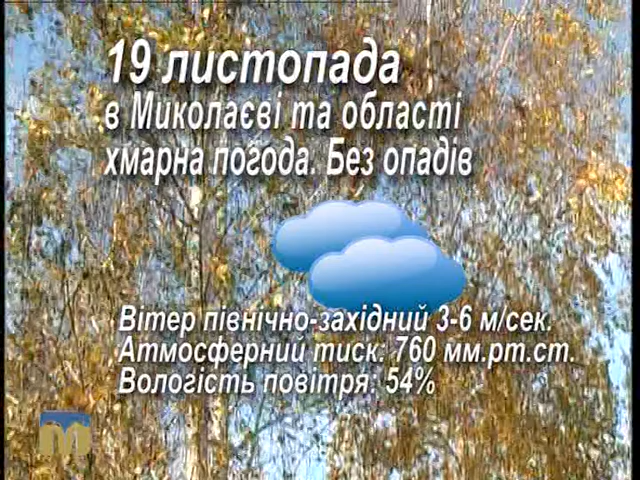 19 листопада
в Миколаєві та області
хмарна погода. Без опадів
Вітер північно-західний 3-6 м/сек.
Атмосферний тиск: 760 мм.рт.ст.
Вологість повітря: 54%
м